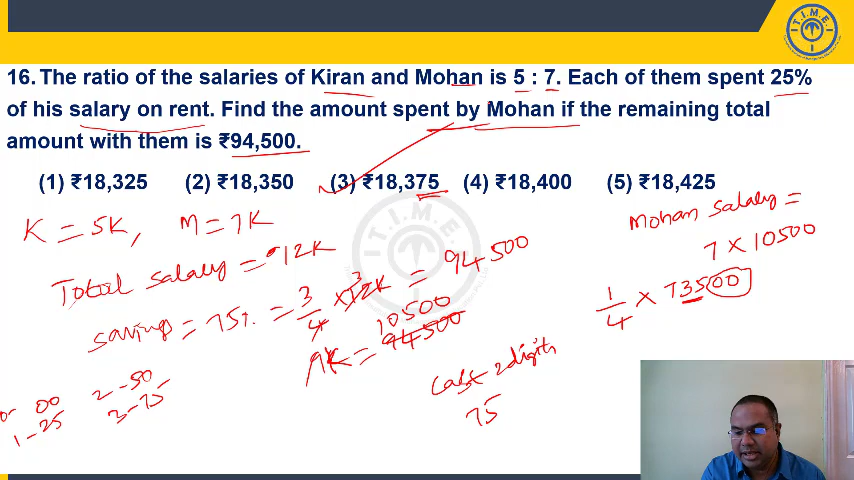 I.T.I.M.E.I
16. The ratio of the salaries of Kiran and Mohan is 5 : 7. Each of them spent 25%
of his salary on rent. Find the amount spent by Mohan if the remaining total
amount with them is ₹94,500.
(1) ₹18,325 (2) ₹18,350 (3) ₹18,375 (4) ₹18,400 (5) ₹18,425
K = 5K, M = 7K
Mohan salary =
7 × 10500
Total salary = 12K
1/4 × 73500
saving = 75% = 3/4 × 12K = 94500
3
10500
9K = 94500
Last 2 digits
75
0- 00
1-25
2-50
3-75
I.T.I.M.E.I